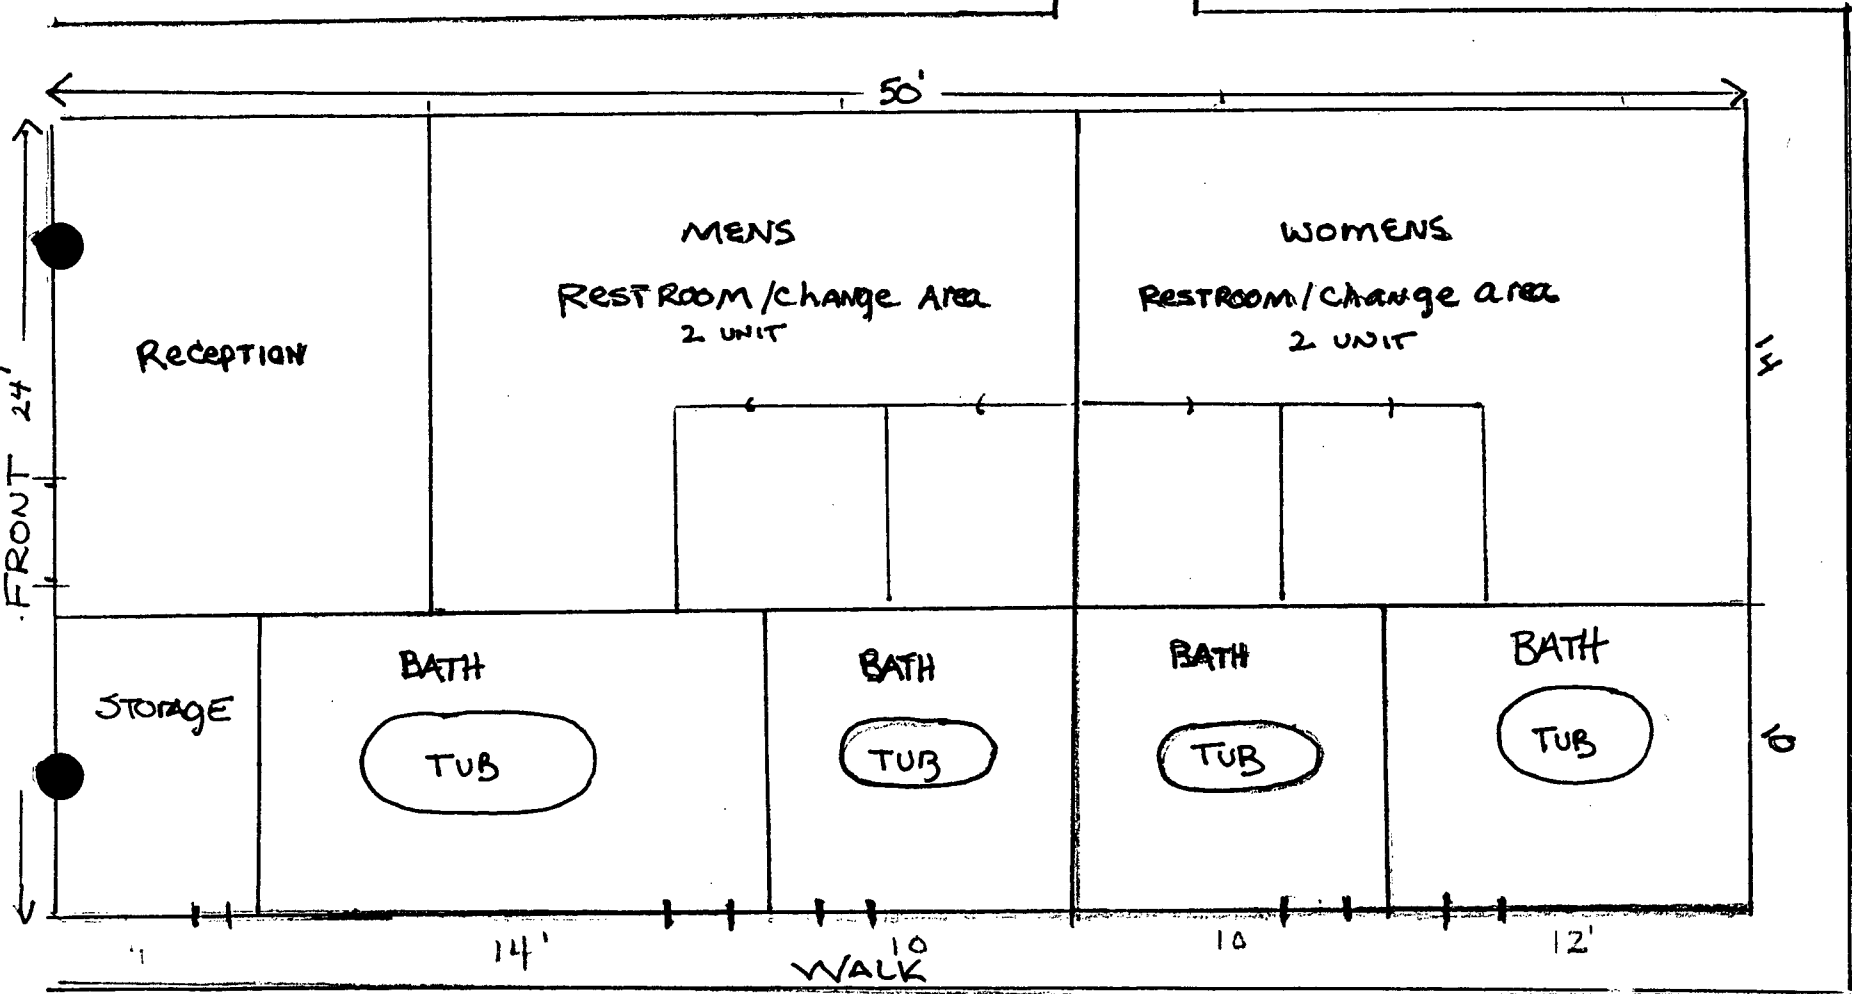 50'
FRONT 24'
RECEPTION
MENS
RESTROOM/CHANGE AREA
2 UNIT
WOMENS
RESTROOM/CHANGE AREA
2 UNIT
14
STORAGE
BATH
TUB
BATH
TUB
BATH
TUB
BATH
TUB
10
14'
10
10
12'
WALK